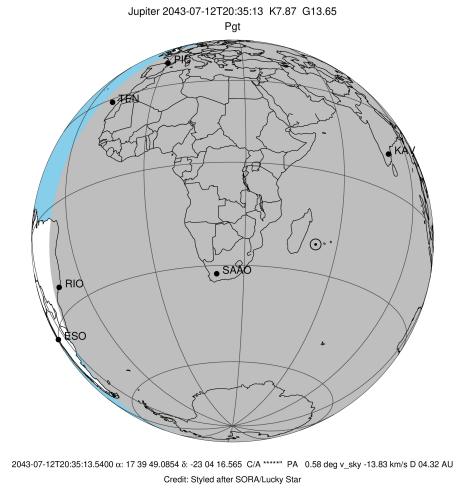 Jupiter 2043-07-12T20:35:13 K7.87 G13.65
Pgt
PIC
TEN
KAV
SAAO
RIO
ESO
2043-07-12T20:35:13.5400 α: 17 39 49.0854 δ: -23 04 16.565 C/A *****" PA 0.58 deg v_sky -13.83 km/s D 04.32 AU
Credit: Styled after SORA/Lucky Star